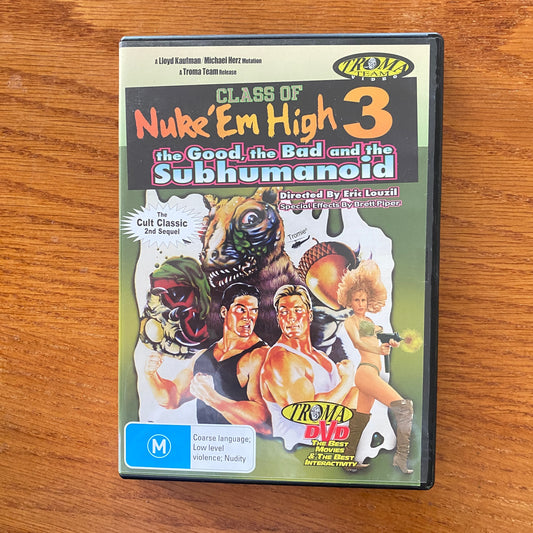 A Lloyd Kaufman / Michael Herz Mutation
A Troma Team Release
TROMA
TEAM
VIDEO
CLASS OF
Nuke 'Em High 3
the Good, the Bad and the
Subhumanoid
Directed By Eric Louzil
Special Effects By Brett Piper
The
Cult Classic
2nd Sequel
Tromie
TROMA
DVD
THE BEST
MOVIES
& THE BEST
INTERACTIVITY
M
Coarse language;
Low level
violence; Nudity